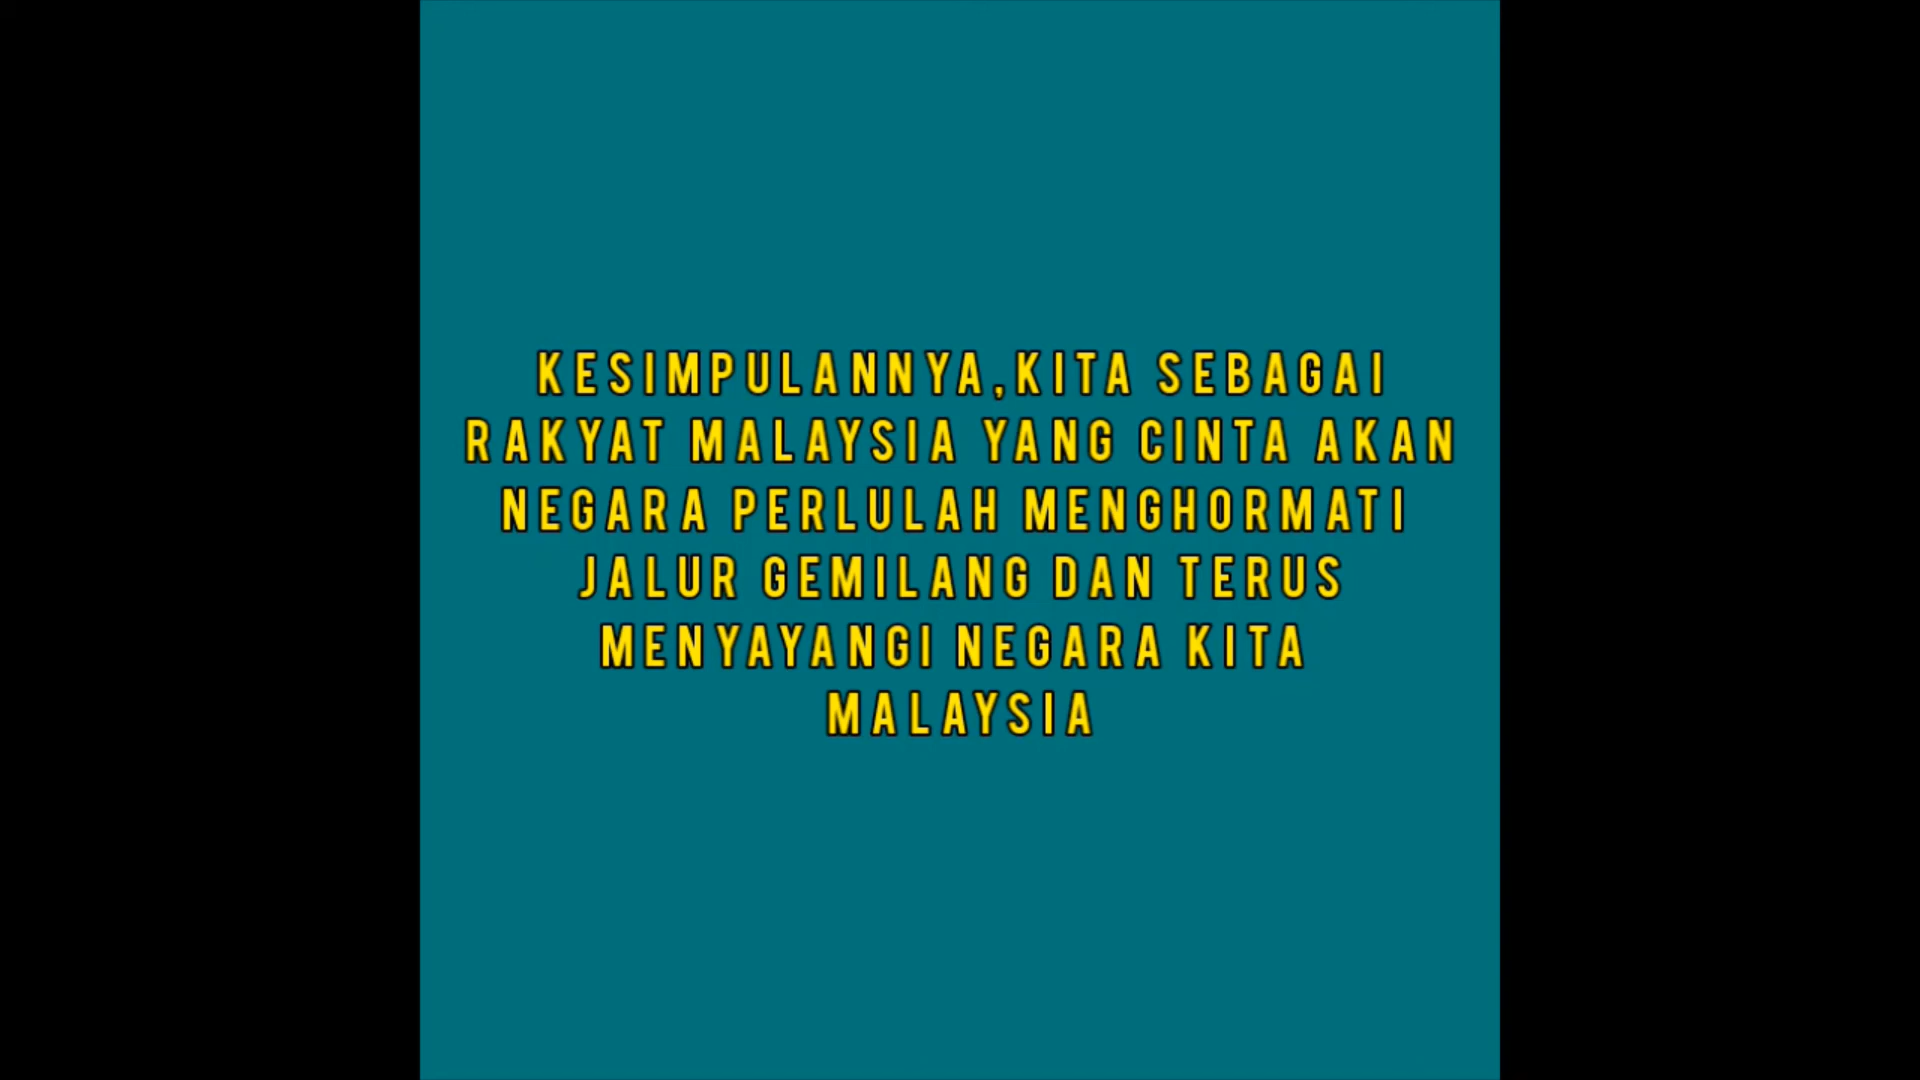 KESIMPULANNYA,KITA SEBAGAI
RAKYAT MALAYSIA YANG CINTA AKAN
NEGARA PERLULAH MENGHORMATI
JALUR GEMILANG DAN TERUS
MENYAYANGI NEGARA KITA
MALAYSIA